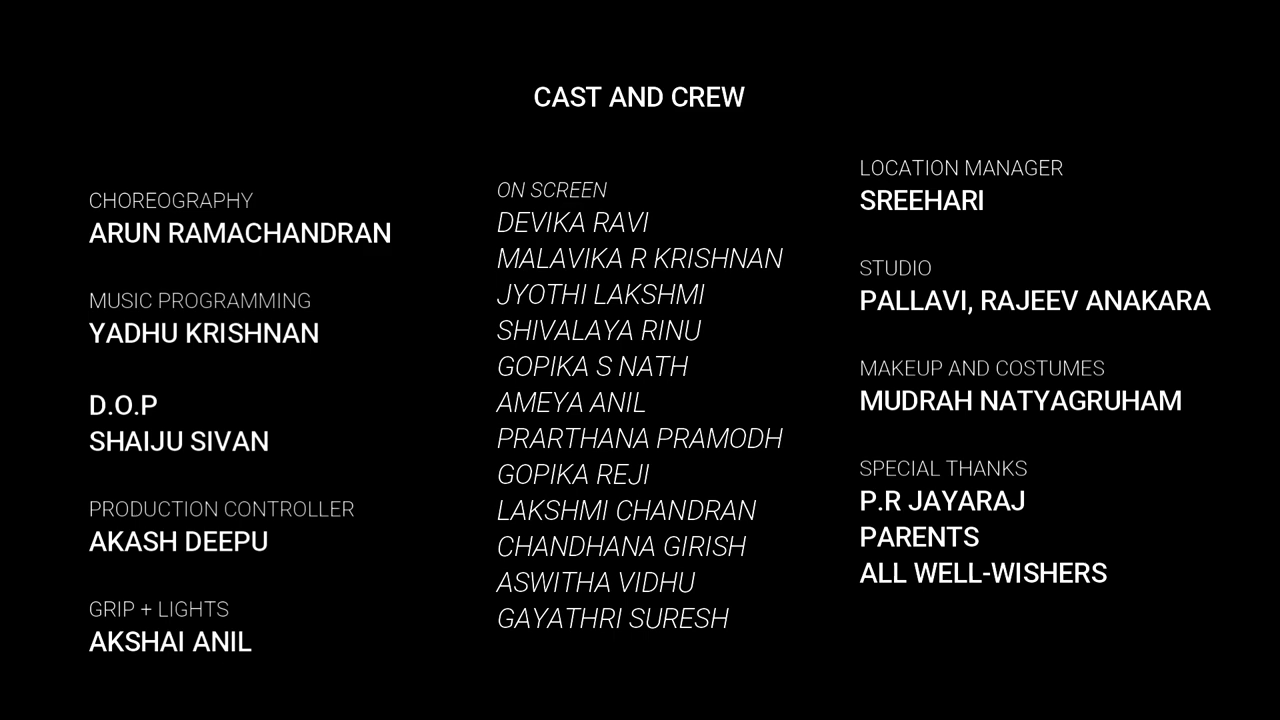 CAST AND CREW
CHOREOGRAPHY
ARUN RAMACHANDRAN
MUSIC PROGRAMMING
YADHU KRISHNAN
D.O.P
SHAIJU SIVAN
PRODUCTION CONTROLLER
AKASH DEEPU
GRIP + LIGHTS
AKSHAI ANIL
ON SCREEN
DEVIKA RAVI
MALAVIKA R KRISHNAN
JYOTHI LAKSHMI
SHIVALAYA RINU
GOPIKA S NATH
AMEYA ANIL
PRARTHANA PRAMODH
GOPIKA REJI
LAKSHMI CHANDRAN
CHANDHANA GIRISH
ASWITHA VIDHU
GAYATHRI SURESH
LOCATION MANAGER
SREEHARI
STUDIO
PALLAVI, RAJEEV ANAKARA
MAKEUP AND COSTUMES
MUDRAH NATYAGRUHAM
SPECIAL THANKS
P.R JAYARAJ
PARENTS
ALL WELL-WISHERS